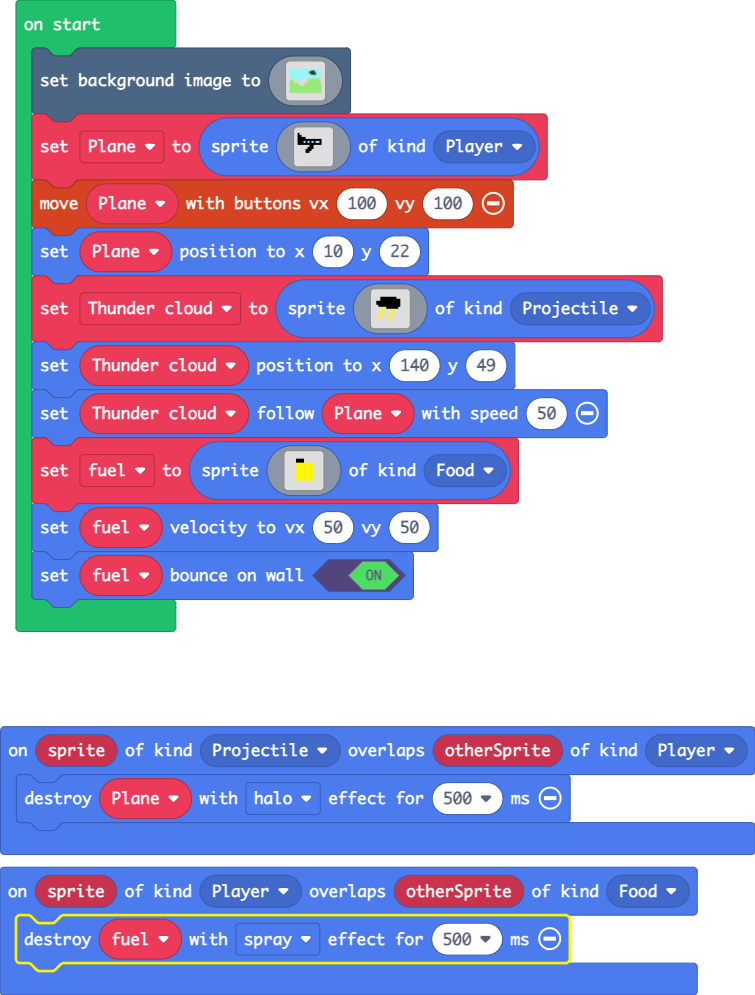 on start
set background image to
set Plane to sprite of kind Player
move Plane with buttons vx 100 vy 100
set Plane position to x 10 y 22
set Thunder cloud to sprite of kind Projectile
set Thunder cloud position to x 140 y 49
set Thunder cloud follow Plane with speed 50
set fuel to sprite of kind Food
set fuel velocity to vx 50 vy 50
set fuel bounce on wall ON
on sprite of kind Projectile overlaps otherSprite of kind Player
destroy Plane with halo effect for 500 ms
on sprite of kind Player overlaps otherSprite of kind Food
destroy fuel with spray effect for 500 ms